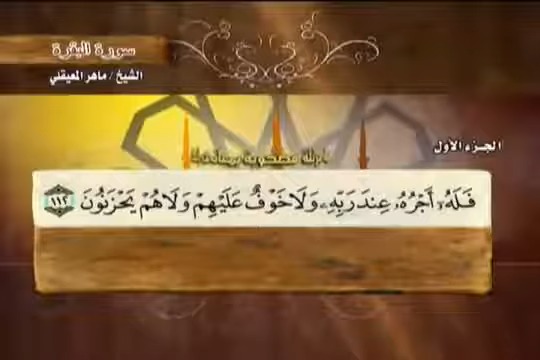 سورة البقرة
الشيخ / ماهر المعيقلي
الجزء الأول
فَلَهُۥٓ أَجْرُهُۥ عِندَ رَبِّهِۦ وَلَا خَوْفٌ عَلَيْهِمْ وَلَا هُمْ يَحْزَنُونَ ١١٢